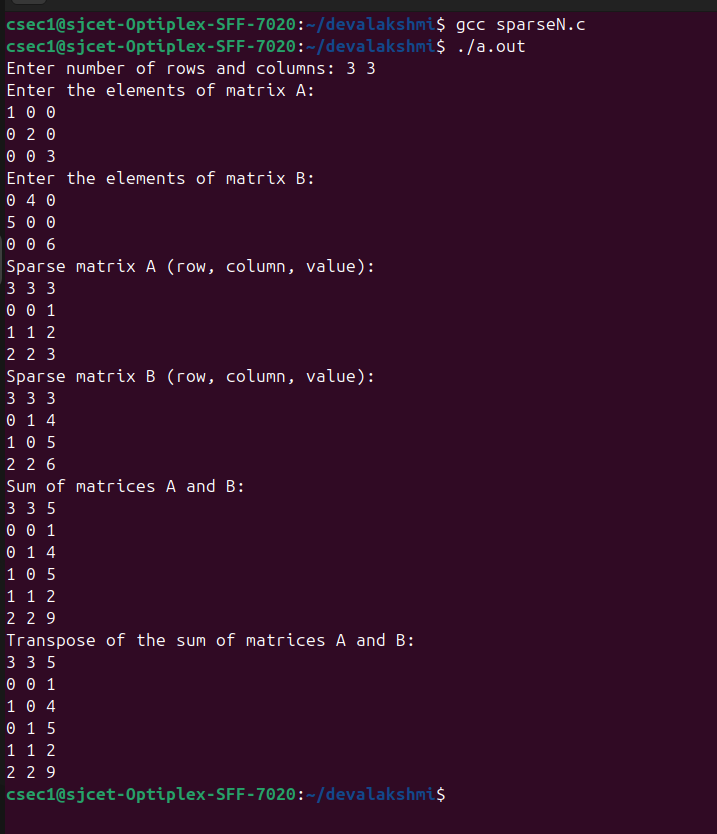 csec1@sjcet-Optiplex-SFF-7020:~/devalakshmi$ gcc sparseN.c
csec1@sjcet-Optiplex-SFF-7020:~/devalakshmi$ ./a.out
Enter number of rows and columns: 3 3
Enter the elements of matrix A:
1 0 0
0 2 0
0 0 3
Enter the elements of matrix B:
0 4 0
5 0 0
0 0 6
Sparse matrix A (row, column, value):
3 3 3
0 0 1
1 1 2
2 2 3
Sparse matrix B (row, column, value):
3 3 3
0 1 4
1 0 5
2 2 6
Sum of matrices A and B:
3 3 5
0 0 1
0 1 4
1 0 5
1 1 2
2 2 9
Transpose of the sum of matrices A and B:
3 3 5
0 0 1
1 0 4
0 1 5
1 1 2
2 2 9
csec1@sjcet-Optiplex-SFF-7020:~/devalakshmi$